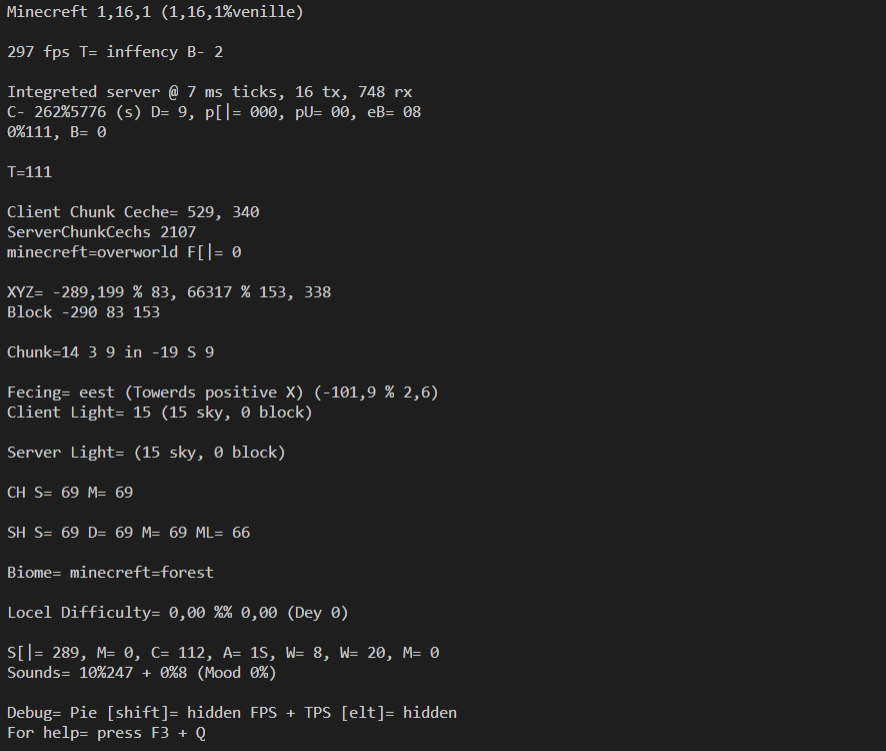 Minecreft 1,16,1 (1,16,1%venille)
297 fps T= inffency B- 2
Integreted server @ 7 ms ticks, 16 tx, 748 rx
C- 262%5776 (s) D= 9, p[|= 000, pU= 00, eB= 08
0%111, B= 0
T=111
Client Chunk Ceche= 529, 340
ServerChunkCechs 2107
minecreft=overworld F[|= 0
XYZ= -289,199 % 83, 66317 % 153, 338
Block -290 83 153
Chunk=14 3 9 in -19 S 9
Fecing= eest (Towerds positive X) (-101,9 % 2,6)
Client Light= 15 (15 sky, 0 block)
Server Light= (15 sky, 0 block)
CH S= 69 M= 69
SH S= 69 D= 69 M= 69 ML= 66
Biome= minecreft=forest
Locel Difficulty= 0,00 %% 0,00 (Dey 0)
S[|= 289, M= 0, C= 112, A= 1S, W= 8, W= 20, M= 0
Sounds= 10%247 + 0%8 (Mood 0%)
Debug= Pie [shift]= hidden FPS + TPS [elt]= hidden
For help= press F3 + Q